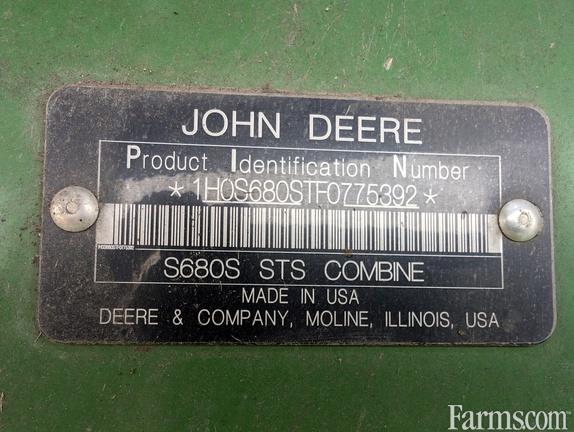 JOHN DEERE
Product Identification Number
*1H0S680STF0775392*
S680S STS COMBINE
MADE IN USA
DEERE & COMPANY, MOLINE, ILLINOIS, USA
Farms.com